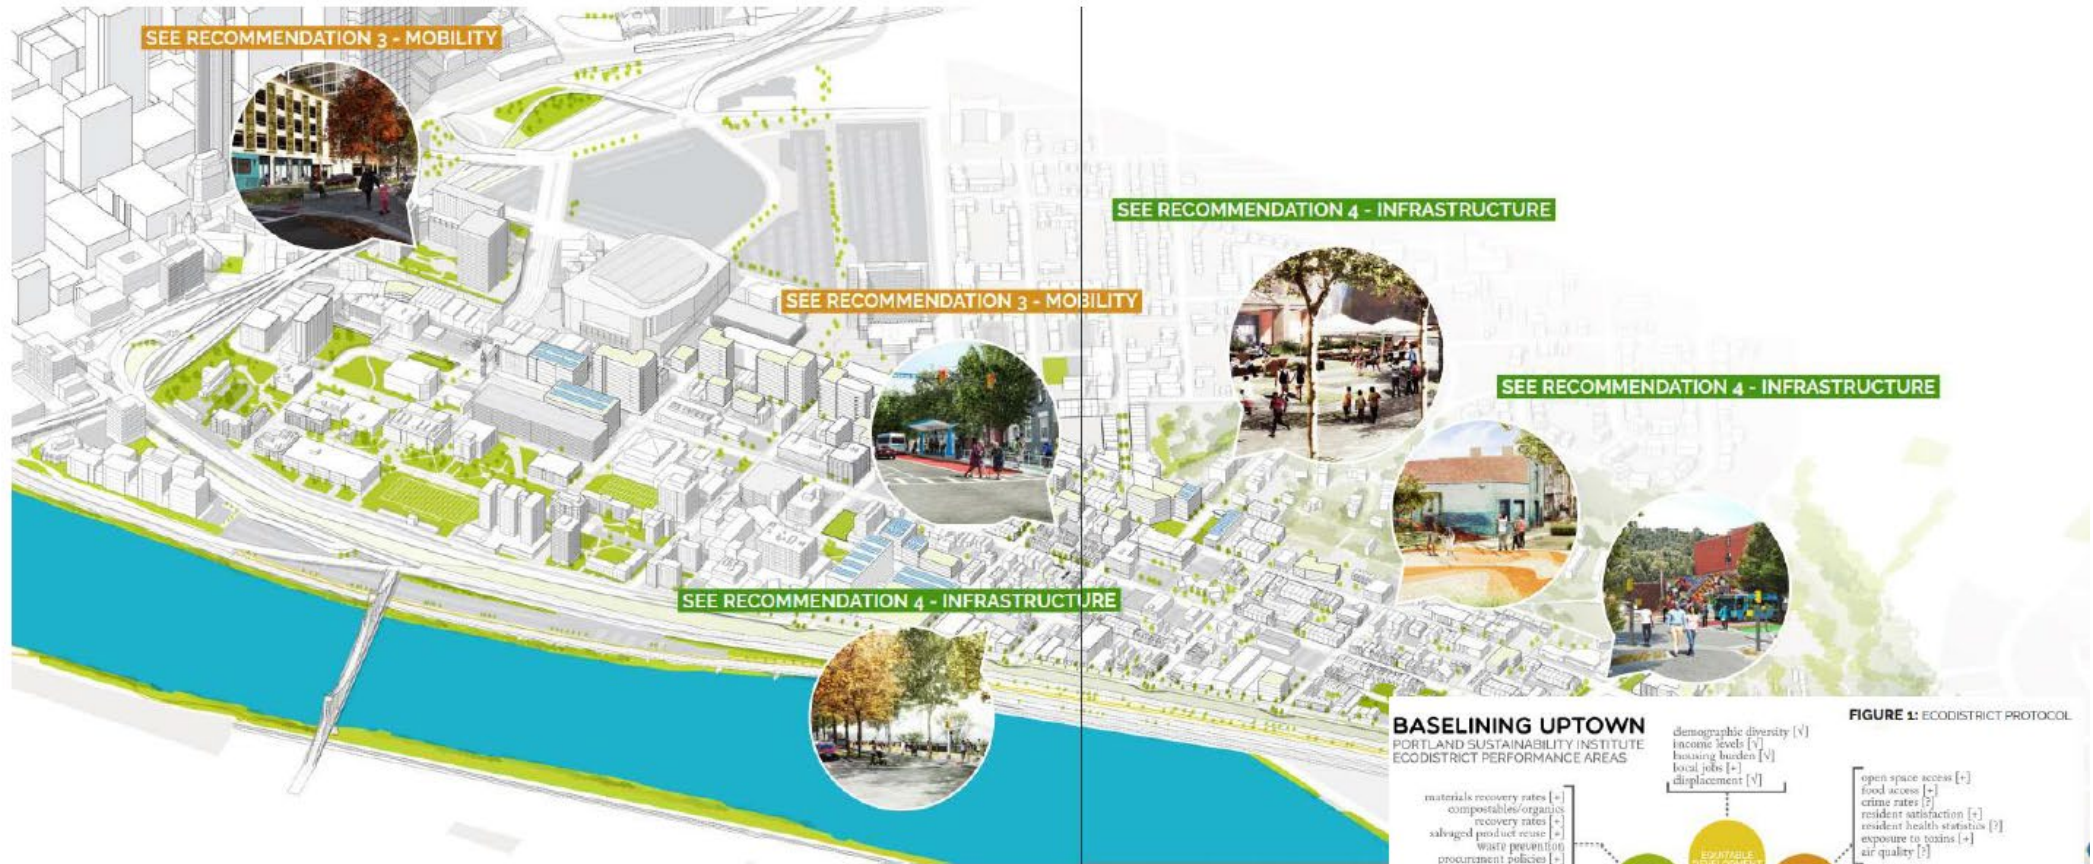 SEE RECOMMENDATION 3 - MOBILITY
SEE RECOMMENDATION 4 - INFRASTRUCTURE
SEE RECOMMENDATION 3 - MOBILITY
SEE RECOMMENDATION 4 - INFRASTRUCTURE
SEE RECOMMENDATION 4 - INFRASTRUCTURE
BASELINING UPTOWN
PORTLAND SUSTAINABILITY INSTITUTE
ECODISTRICT PERFORMANCE AREAS
FIGURE 1: ECODISTRICT PROTOCOL
demographic diversity [√]
income levels [√]
housing burden [√]
local jobs [+]
displacement [√]
materials recovery rates [+]
compostables/organics
recovery rates [+]
salvaged product reuse [+]
waste prevention
procurement policies [+]
open space access [+]
food access [+]
crime rates [?]
resident satisfaction [+]
resident health statistics [?]
exposure to toxins [+]
air quality [?]
EQUITABLE
DEVELOPMENT